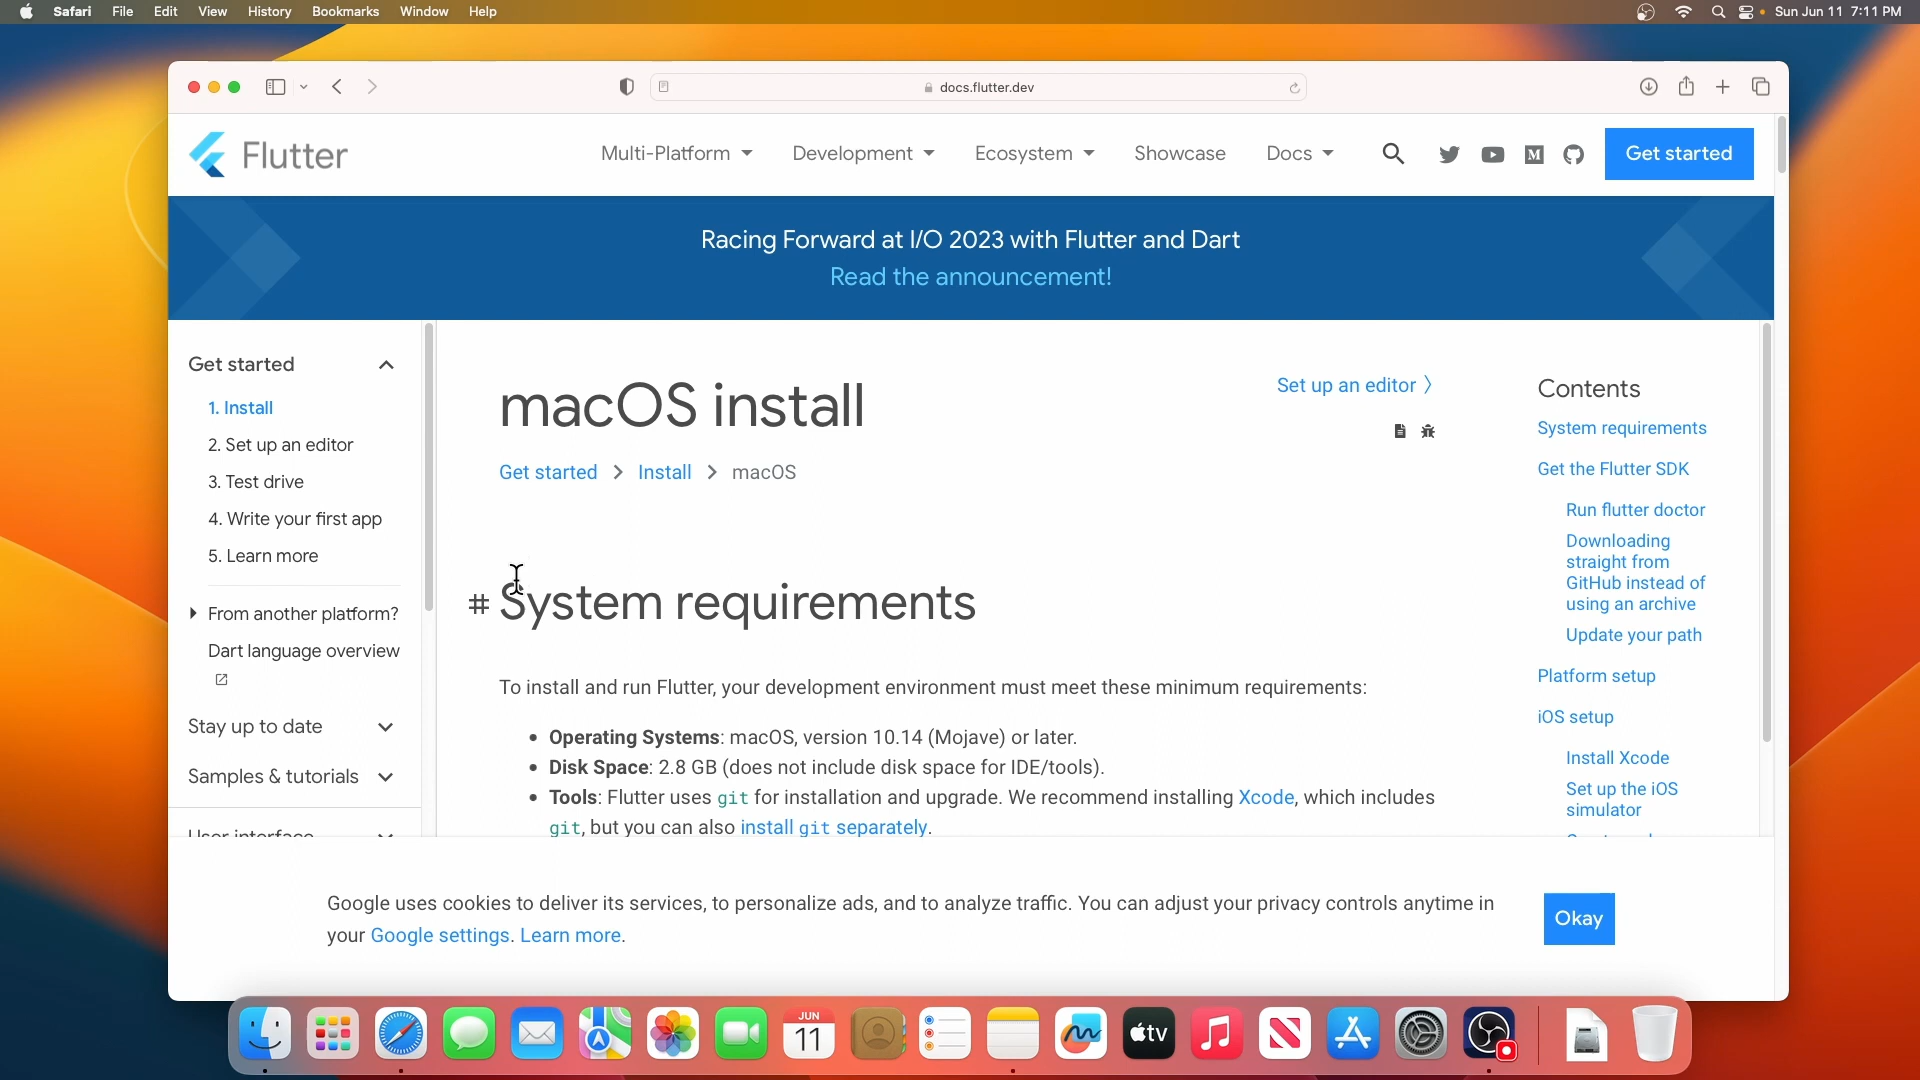 Safari File Edit View History Bookmarks Window Help Sun Jun 11 7:11 PM
docs.flutter.dev
Flutter Multi-Platform Development Ecosystem Showcase Docs Get started
Racing Forward at I/O 2023 with Flutter and Dart
Read the announcement!
Get started
1. Install
2. Set up an editor
3. Test drive
4. Write your first app
5. Learn more
From another platform?
Dart language overview
Stay up to date
Samples & tutorials
User interface
macOS install
Set up an editor 〉
Get started > Install > macOS
# System requirements
To install and run Flutter, your development environment must meet these minimum requirements:
• Operating Systems: macOS, version 10.14 (Mojave) or later.
• Disk Space: 2.8 GB (does not include disk space for IDE/tools).
• Tools: Flutter uses git for installation and upgrade. We recommend installing Xcode, which includes
git, but you can also install git separately.
Contents
System requirements
Get the Flutter SDK
Run flutter doctor
Downloading
straight from
GitHub instead of
using an archive
Update your path
Platform setup
iOS setup
Install Xcode
Set up the iOS
simulator
Google uses cookies to deliver its services, to personalize ads, and to analyze traffic. You can adjust your privacy controls anytime in
your Google settings. Learn more.
Okay
JUN
11
tv